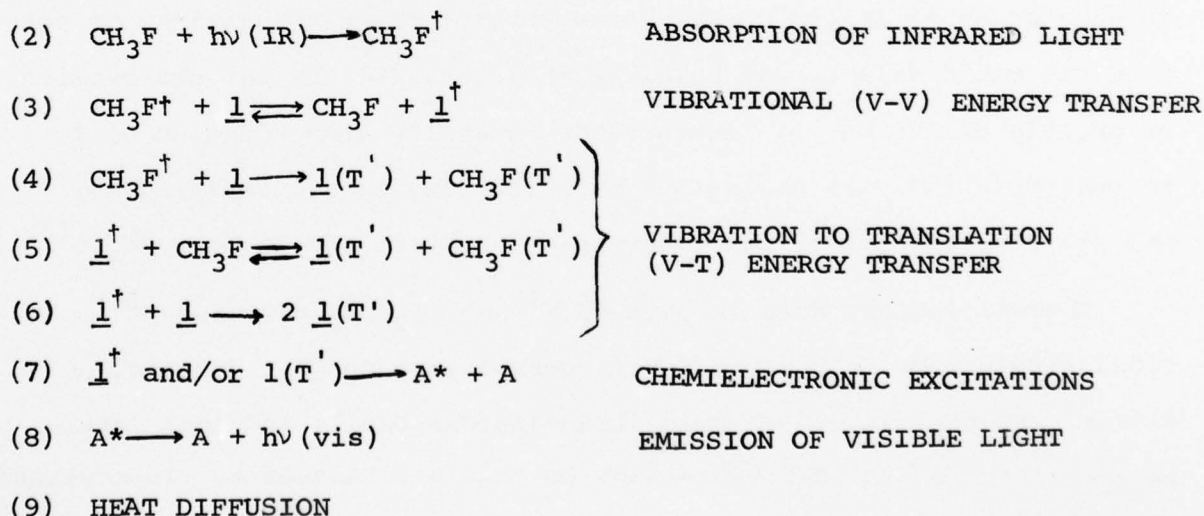 (2) CH₃F + hν(IR)⟶CH₃F† ABSORPTION OF INFRARED LIGHT
(3) CH₃F† + 1 ⇌ CH₃F + 1† VIBRATIONAL (V-V) ENERGY TRANSFER
(4) CH₃F† + 1 ⟶ 1(T') + CH₃F(T')
(5) 1† + CH₃F ⇌ 1(T') + CH₃F(T') VIBRATION TO TRANSLATION
(V-T) ENERGY TRANSFER
(6) 1† + 1 ⟶ 2 1(T')
(7) 1† and/or 1(T')⟶A* + A CHEMIELECTRONIC EXCITATIONS
(8) A*⟶A + hν(vis) EMISSION OF VISIBLE LIGHT
(9) HEAT DIFFUSION